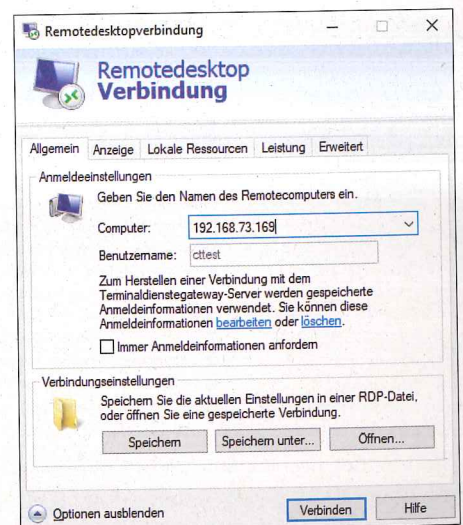 Remotedesktopverbindung
Remotedesktop
Verbindung
Allgemein Anzeige Lokale Ressourcen Leistung Erweitert
Anmeldeeinstellungen
Geben Sie den Namen des Remotecomputers ein.
Computer: 192.168.73.169
Benutzername: cttest
Zum Herstellen einer Verbindung mit dem
Terminaldienstegateway-Server werden gespeicherte
Anmeldeinformationen verwendet. Sie können diese
Anmeldeinformationen bearbeiten oder löschen.
Immer Anmeldeinformationen anfordern
Verbindungseinstellungen
Speichern Sie die aktuellen Einstellungen in einer RDP-Datei,
oder öffnen Sie eine gespeicherte Verbindung.
Speichern Speichern unter... Öffnen...
Optionen ausblenden Verbinden Hilfe